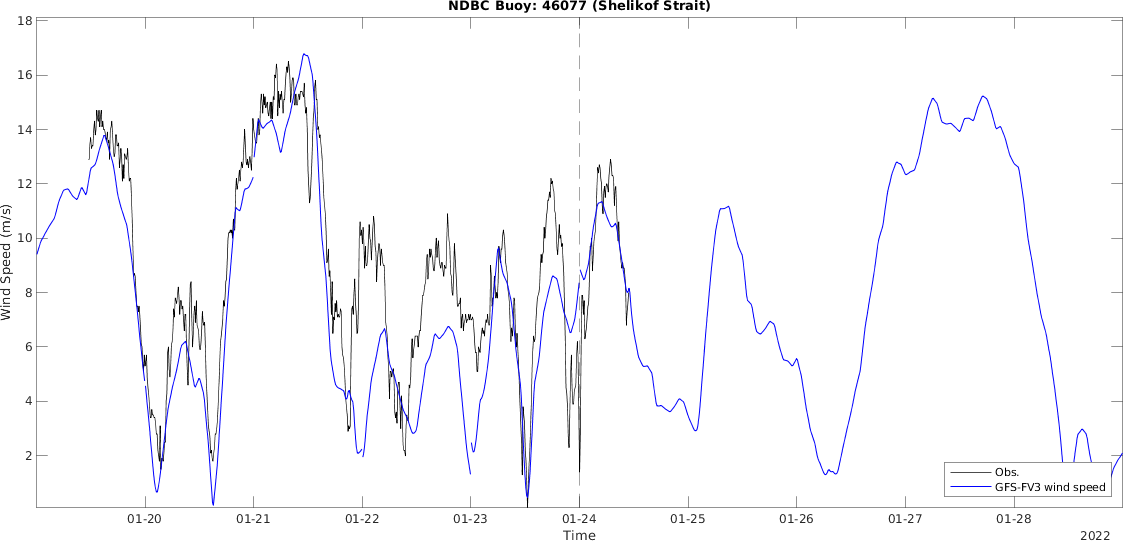 NDBC Buoy: 46077 (Shelikof Strait)
18
16
14
12
10
8
6
4
2
Wind Speed (m/s)
01-20 01-21 01-22 01-23 01-24 01-25 01-26 01-27 01-28
Time
2022
Obs.
GFS-FV3 wind speed